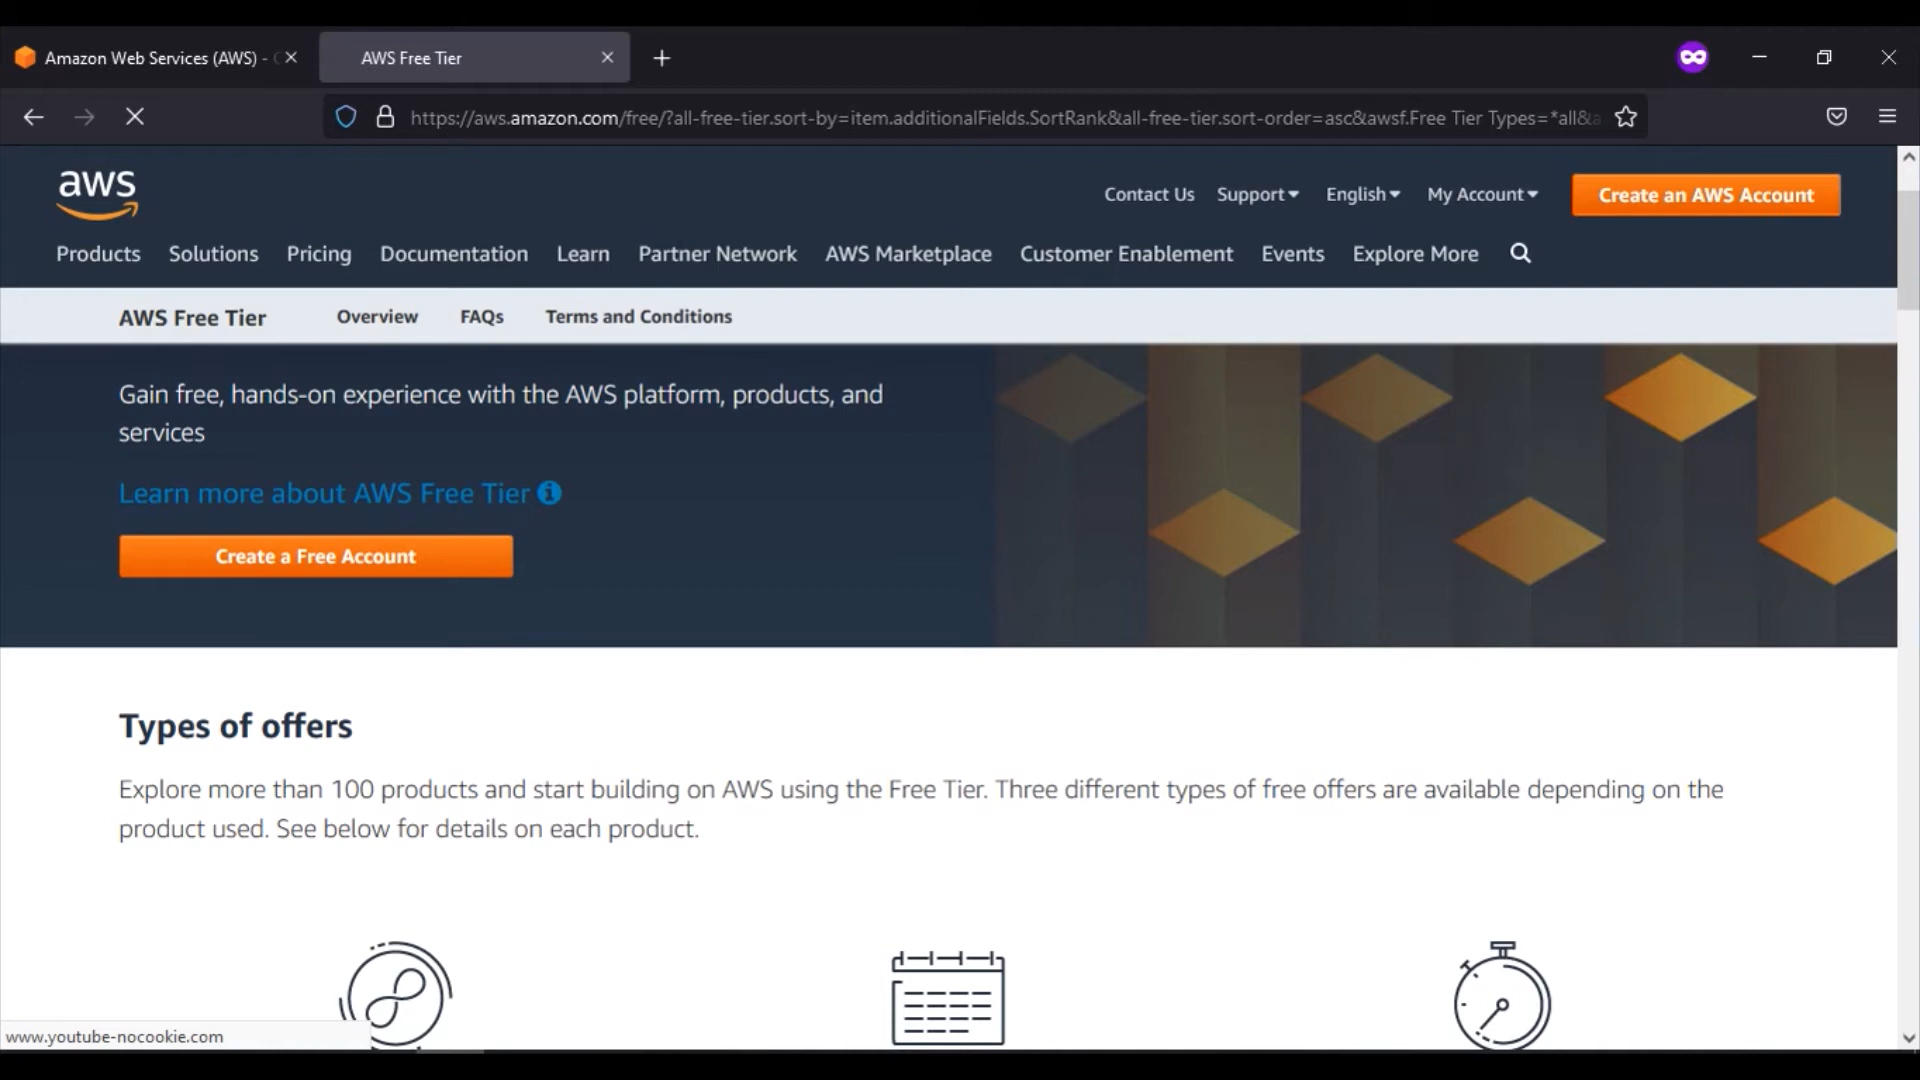 Amazon Web Services (AWS) -
AWS Free Tier
https://aws.amazon.com/free/?all-free-tier.sort-by=item.additionalFields.SortRank&all-free-tier.sort-order=asc&awsf.Free Tier Types=*all&a
aws
Contact Us Support English My Account Create an AWS Account
Products Solutions Pricing Documentation Learn Partner Network AWS Marketplace Customer Enablement Events Explore More
AWS Free Tier Overview FAQs Terms and Conditions
Gain free, hands-on experience with the AWS platform, products, and
services
Learn more about AWS Free Tier
Create a Free Account
Types of offers
Explore more than 100 products and start building on AWS using the Free Tier. Three different types of free offers are available depending on the
product used. See below for details on each product.
www.youtube-nocookie.com